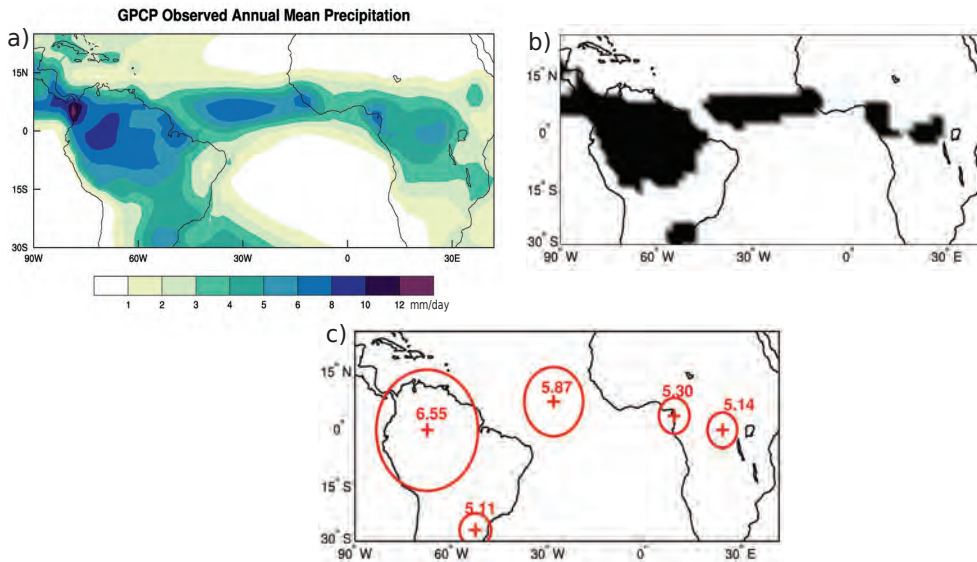 GPCP Observed Annual Mean Precipitation
a)
15N
0
15S
30S
90W 60W 30W 0 30E
1 2 3 4 5 6 8 10 12 mm/day
b)
15° N
0°
15° S
30° S
90° W 60° W 30° W 0° 30° E
c)
15° N
0°
15° S
30° S
90° W 60° W 30° W 0° 30° E
6.55
5.87
5.30
5.14
5.11